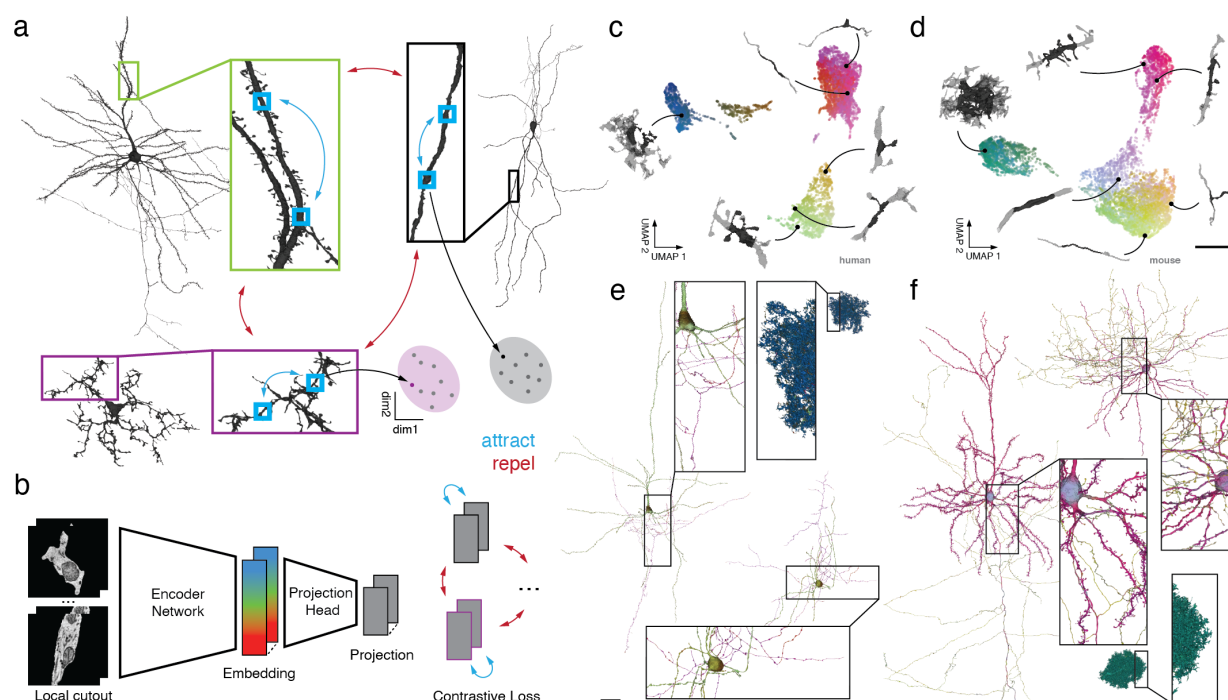 a
dim2
dim1
attract
repel
b
...
Local cutout
Encoder
Network
Embedding
Projection
Head
Projection
...
Contrastive Loss
c
UMAP 2
UMAP 1
human
d
UMAP 2
UMAP 1
mouse
e
f